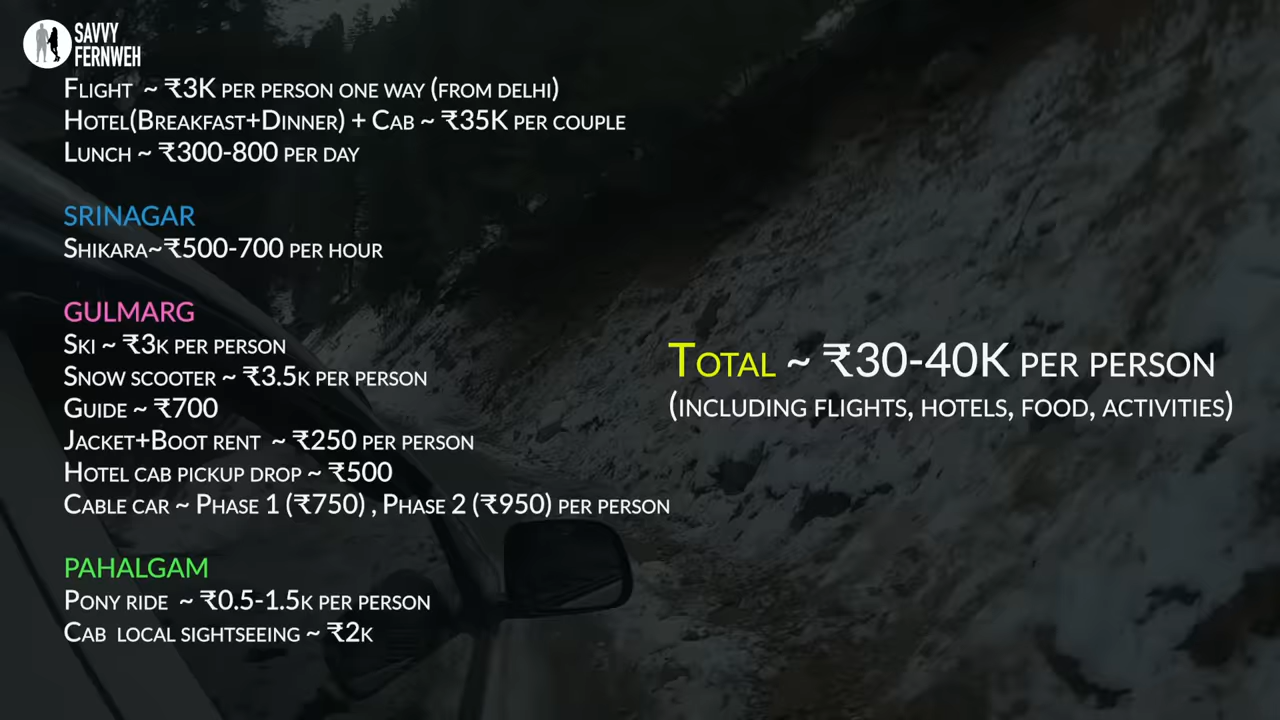 SAVVY
FERNWEH
Flight ~ ₹3K per person one way (from delhi)
Hotel(Breakfast+Dinner) + Cab ~ ₹35K per couple
Lunch ~ ₹300-800 per day
SRINAGAR
Shikara~₹500-700 per hour
GULMARG
Ski ~ ₹3k per person
Snow scooter ~ ₹3.5k per person
Guide ~ ₹700
Jacket+Boot rent ~ ₹250 per person
Hotel cab pickup drop ~ ₹500
Cable car ~ Phase 1 (₹750) , Phase 2 (₹950) per person
Total ~ ₹30-40K per person
(including flights, hotels, food, activities)
PAHALGAM
Pony ride ~ ₹0.5-1.5k per person
Cab local sightseeing ~ ₹2k